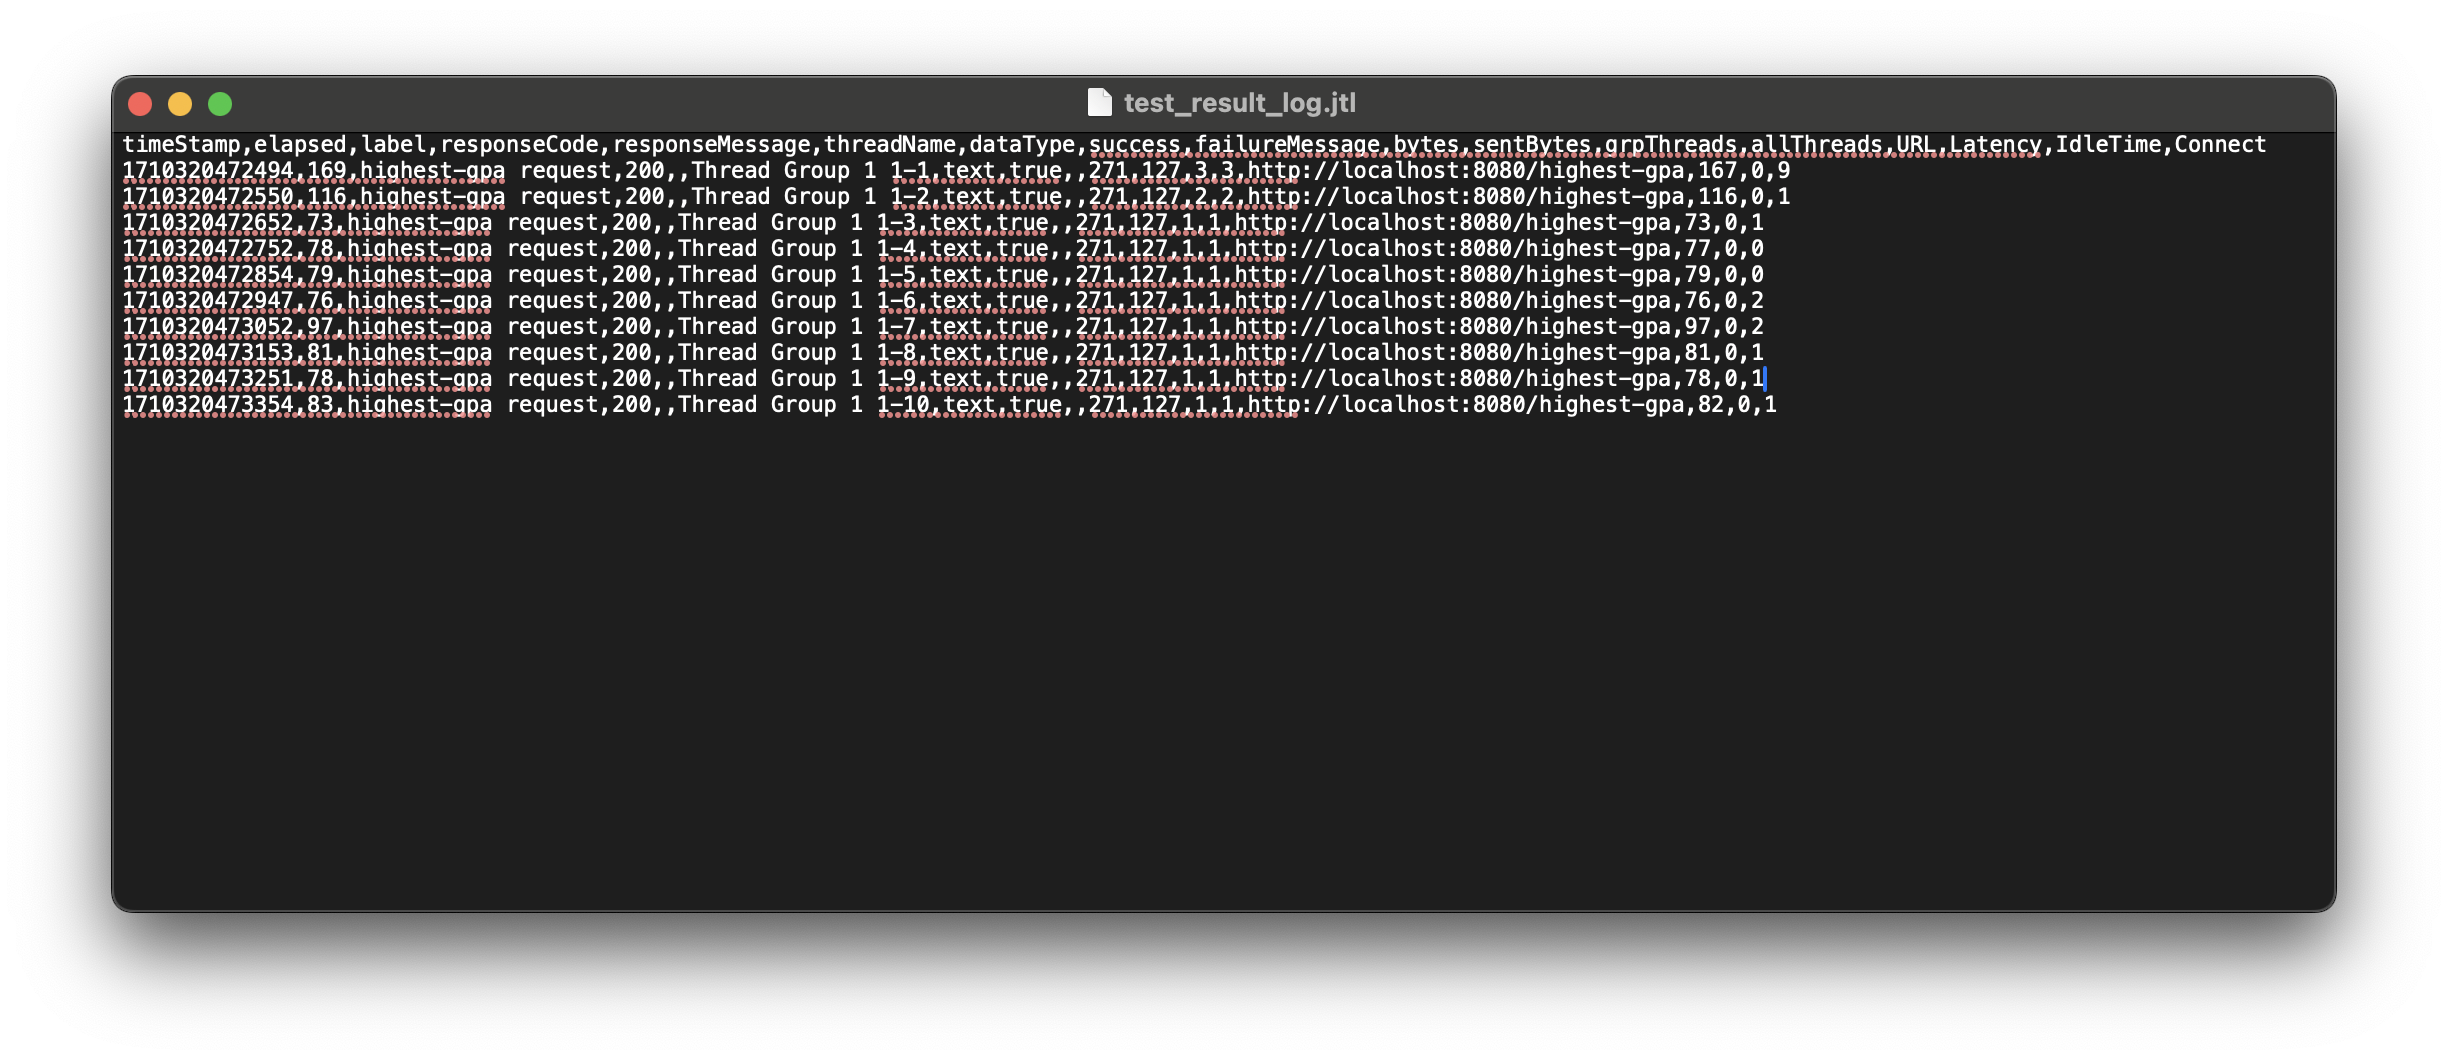 test_result_log.jtl
timeStamp,elapsed,label,responseCode,responseMessage,threadName,dataType,success,failureMessage,bytes,sentBytes,grpThreads,allThreads,URL,Latency,IdleTime,Connect
1710320472494,169,highest-gpa request,200,,Thread Group 1 1-1,text,true,,271,127,3,3,http://localhost:8080/highest-gpa,167,0,9
1710320472550,116,highest-gpa request,200,,Thread Group 1 1-2,text,true,,271,127,2,2,http://localhost:8080/highest-gpa,116,0,1
1710320472652,73,highest-gpa request,200,,Thread Group 1 1-3,text,true,,271,127,1,1,http://localhost:8080/highest-gpa,73,0,1
1710320472752,78,highest-gpa request,200,,Thread Group 1 1-4,text,true,,271,127,1,1,http://localhost:8080/highest-gpa,77,0,0
1710320472854,79,highest-gpa request,200,,Thread Group 1 1-5,text,true,,271,127,1,1,http://localhost:8080/highest-gpa,79,0,0
1710320472947,76,highest-gpa request,200,,Thread Group 1 1-6,text,true,,271,127,1,1,http://localhost:8080/highest-gpa,76,0,2
1710320473052,97,highest-gpa request,200,,Thread Group 1 1-7,text,true,,271,127,1,1,http://localhost:8080/highest-gpa,97,0,2
1710320473153,81,highest-gpa request,200,,Thread Group 1 1-8,text,true,,271,127,1,1,http://localhost:8080/highest-gpa,81,0,1
1710320473251,78,highest-gpa request,200,,Thread Group 1 1-9,text,true,,271,127,1,1,http://localhost:8080/highest-gpa,78,0,1
1710320473354,83,highest-gpa request,200,,Thread Group 1 1-10,text,true,,271,127,1,1,http://localhost:8080/highest-gpa,82,0,1